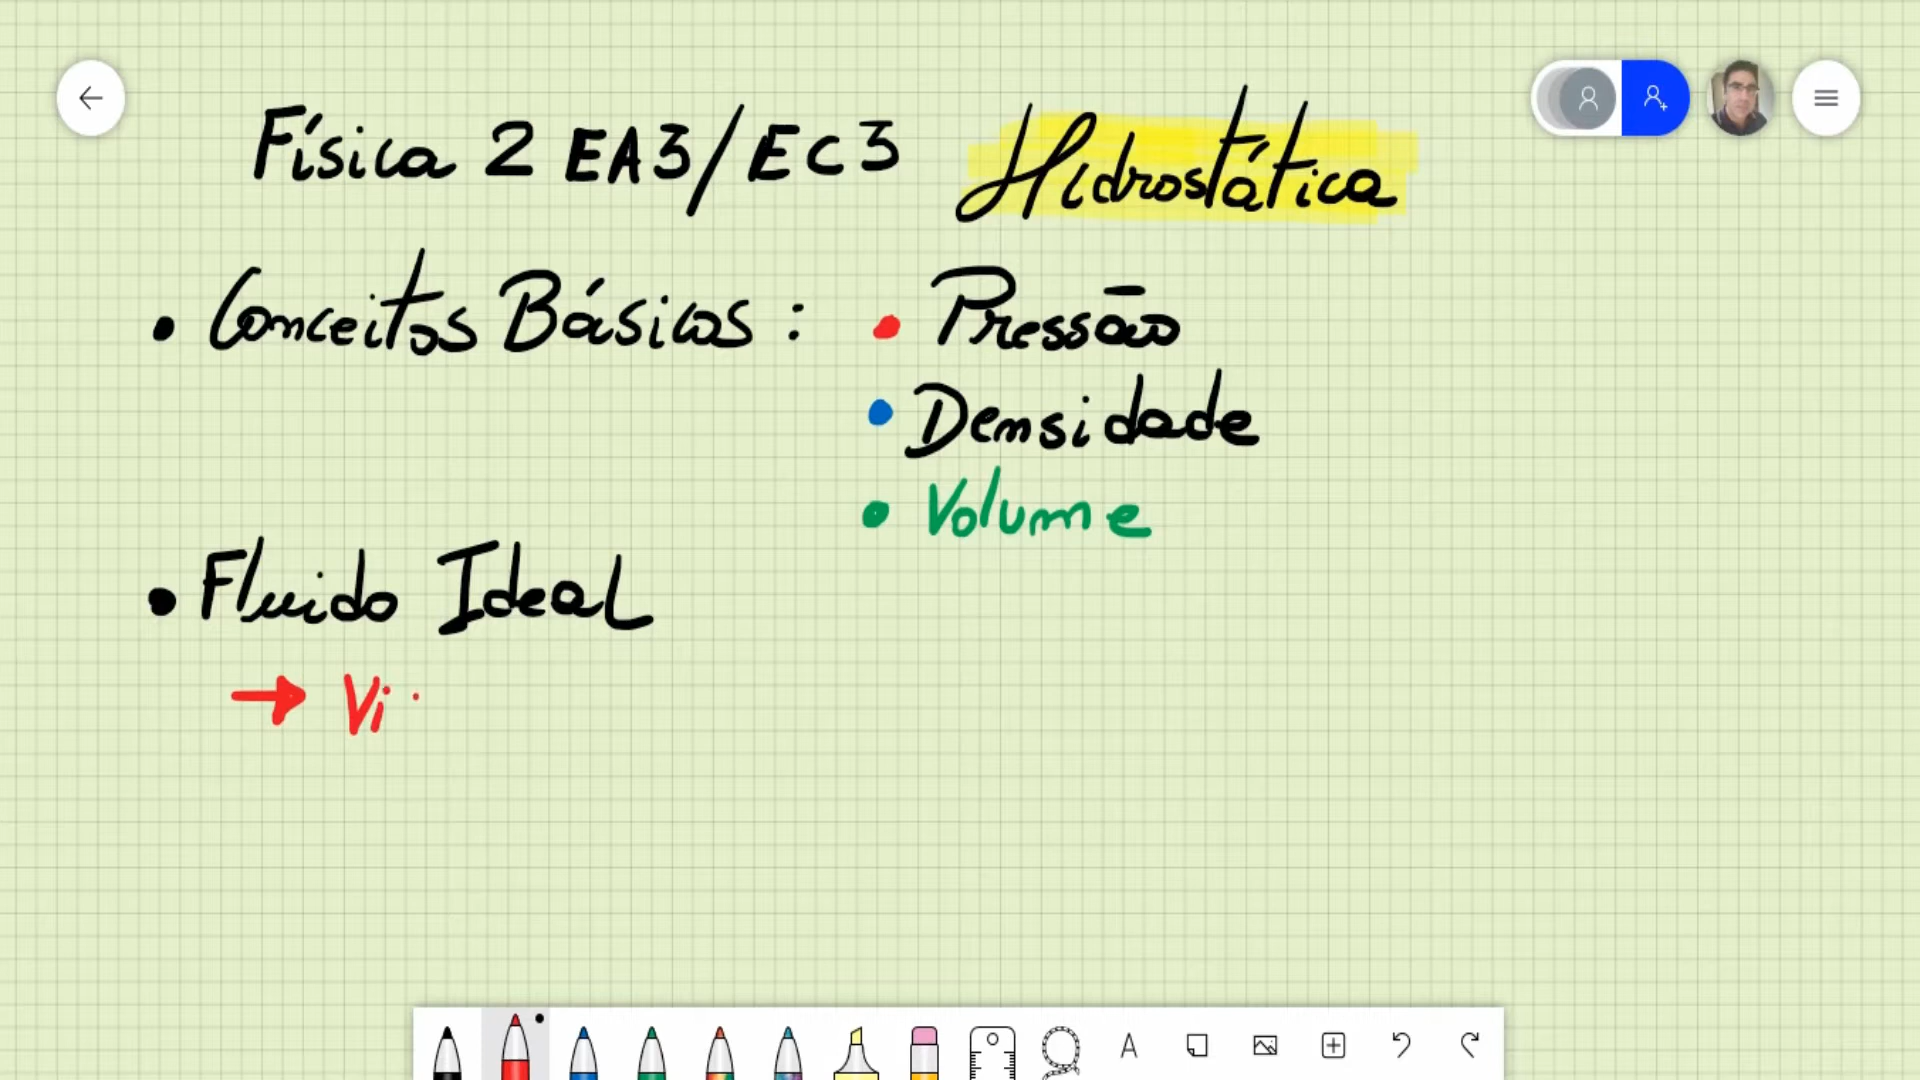 Física 2 EA3/EC3 Hidrostática
• Conceitos Básicos : • Pressão
• Densidade
• Volume
• Fluido Ideal
→ Vi